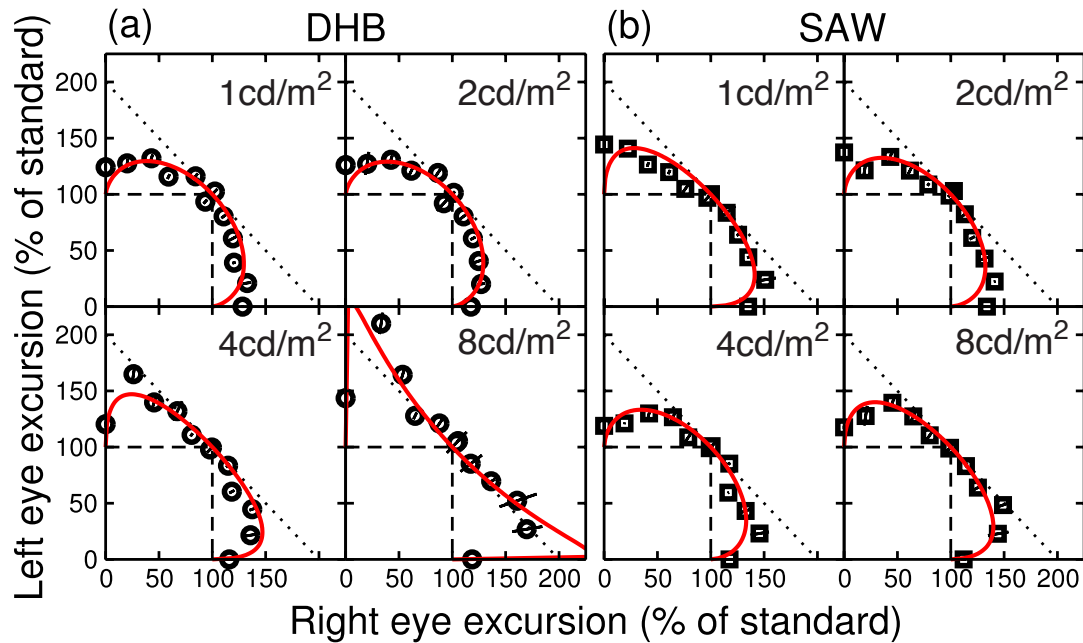 (a) DHB (b) SAW
Left eye excursion (% of standard)
1cd/m² 2cd/m² 1cd/m² 2cd/m²
200
150
100
50
0
4cd/m² 8cd/m² 4cd/m² 8cd/m²
200
150
100
50
0
0 50 100 150 0 50 100 150 200 0 50 100 150 0 50 100 150 200
Right eye excursion (% of standard)